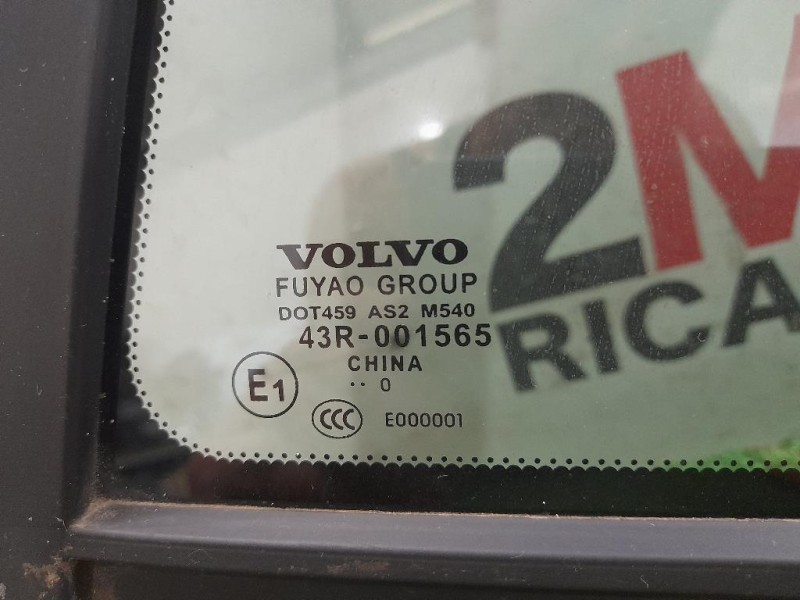 VOLVO
FUYAO GROUP
DOT459 AS2 M540
43R-001565
CHINA
.. 0
E1
CCC E000001
2M
RICA